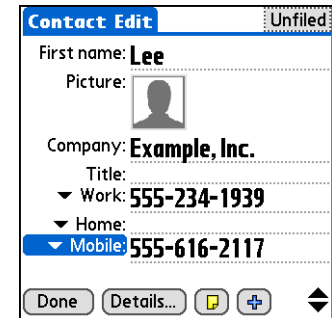 Contact Edit Unfiled
First name: Lee
Picture:
Company: Example, Inc.
Title:
Work: 555-234-1939
Home:
Mobile: 555-616-2117
Done Details...